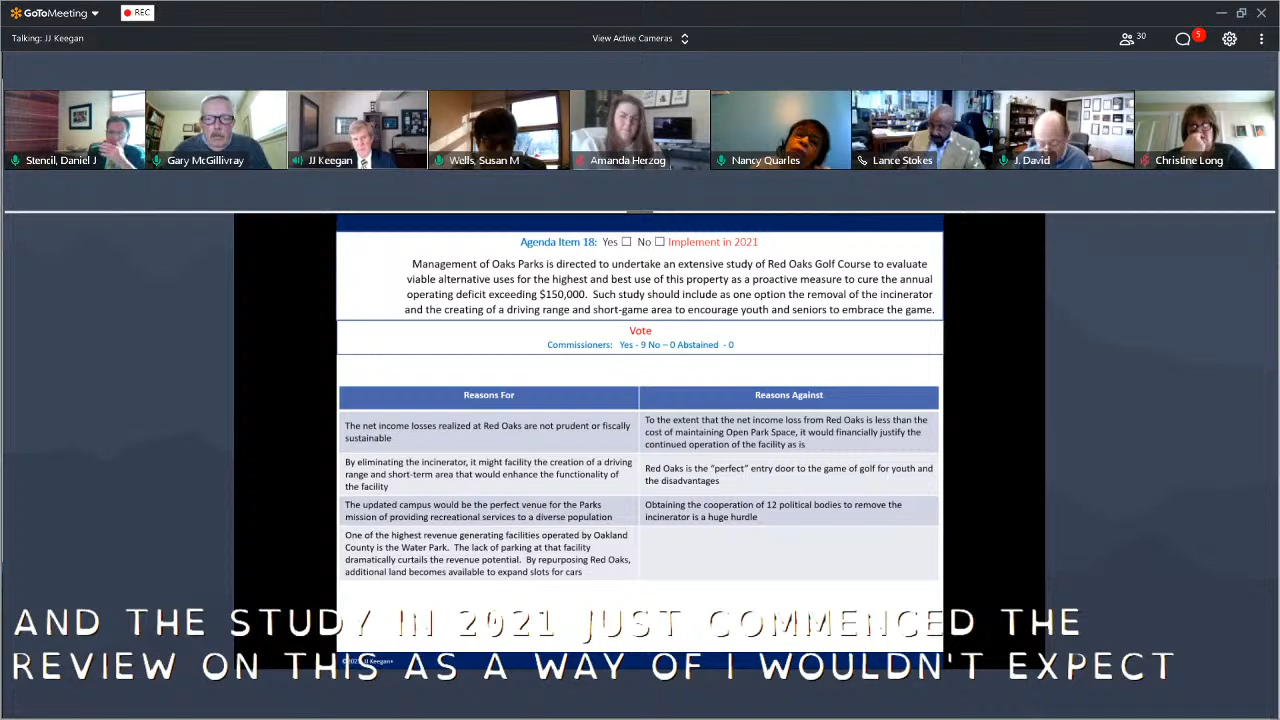 GoToMeeting
REC
Talking: JJ Keegan
View Active Cameras
30
5
Stencil, Daniel J
Gary McGillivray
JJ Keegan
Wells, Susan M
Amanda Herzog
Nancy Quarles
Lance Stokes
J. David
Christine Long
Agenda Item 18: Yes ☐ No ☐ Implement in 2021
Management of Oaks Parks is directed to undertake an extensive study of Red Oaks Golf Course to evaluate
viable alternative uses for the highest and best use of this property as a proactive measure to cure the annual
operating deficit exceeding $150,000. Such study should include as one option the removal of the incinerator
and the creating of a driving range and short-game area to encourage youth and seniors to embrace the game.
Vote
Commissioners: Yes - 9 No – 0 Abstained - 0
Reasons For
Reasons Against
The net income losses realized at Red Oaks are not prudent or fiscally
sustainable
To the extent that the net income loss from Red Oaks is less than the
cost of maintaining Open Park Space, it would financially justify the
continued operation of the facility as is
By eliminating the incinerator, it might facility the creation of a driving
range and short-term area that would enhance the functionality of
the facility
Red Oaks is the “perfect” entry door to the game of golf for youth and
the disadvantages
The updated campus would be the perfect venue for the Parks
mission of providing recreational services to a diverse population
Obtaining the cooperation of 12 political bodies to remove the
incinerator is a huge hurdle
One of the highest revenue generating facilities operated by Oakland
County is the Water Park. The lack of parking at that facility
dramatically curtails the revenue potential. By repurposing Red Oaks,
additional land becomes available to expand slots for cars
AND THE STUDY IN 2021 JUST COMMENCED THE
REVIEW ON THIS AS A WAY OF I WOULDN'T EXPECT
JJ Keegan+